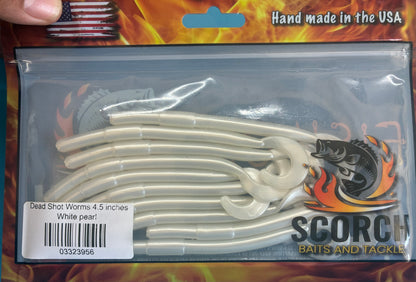 Hand made in the USA
Dead Shot Worms 4.5 inches
White pearl
03323956
SCORCH
BAITS AND TACKLE